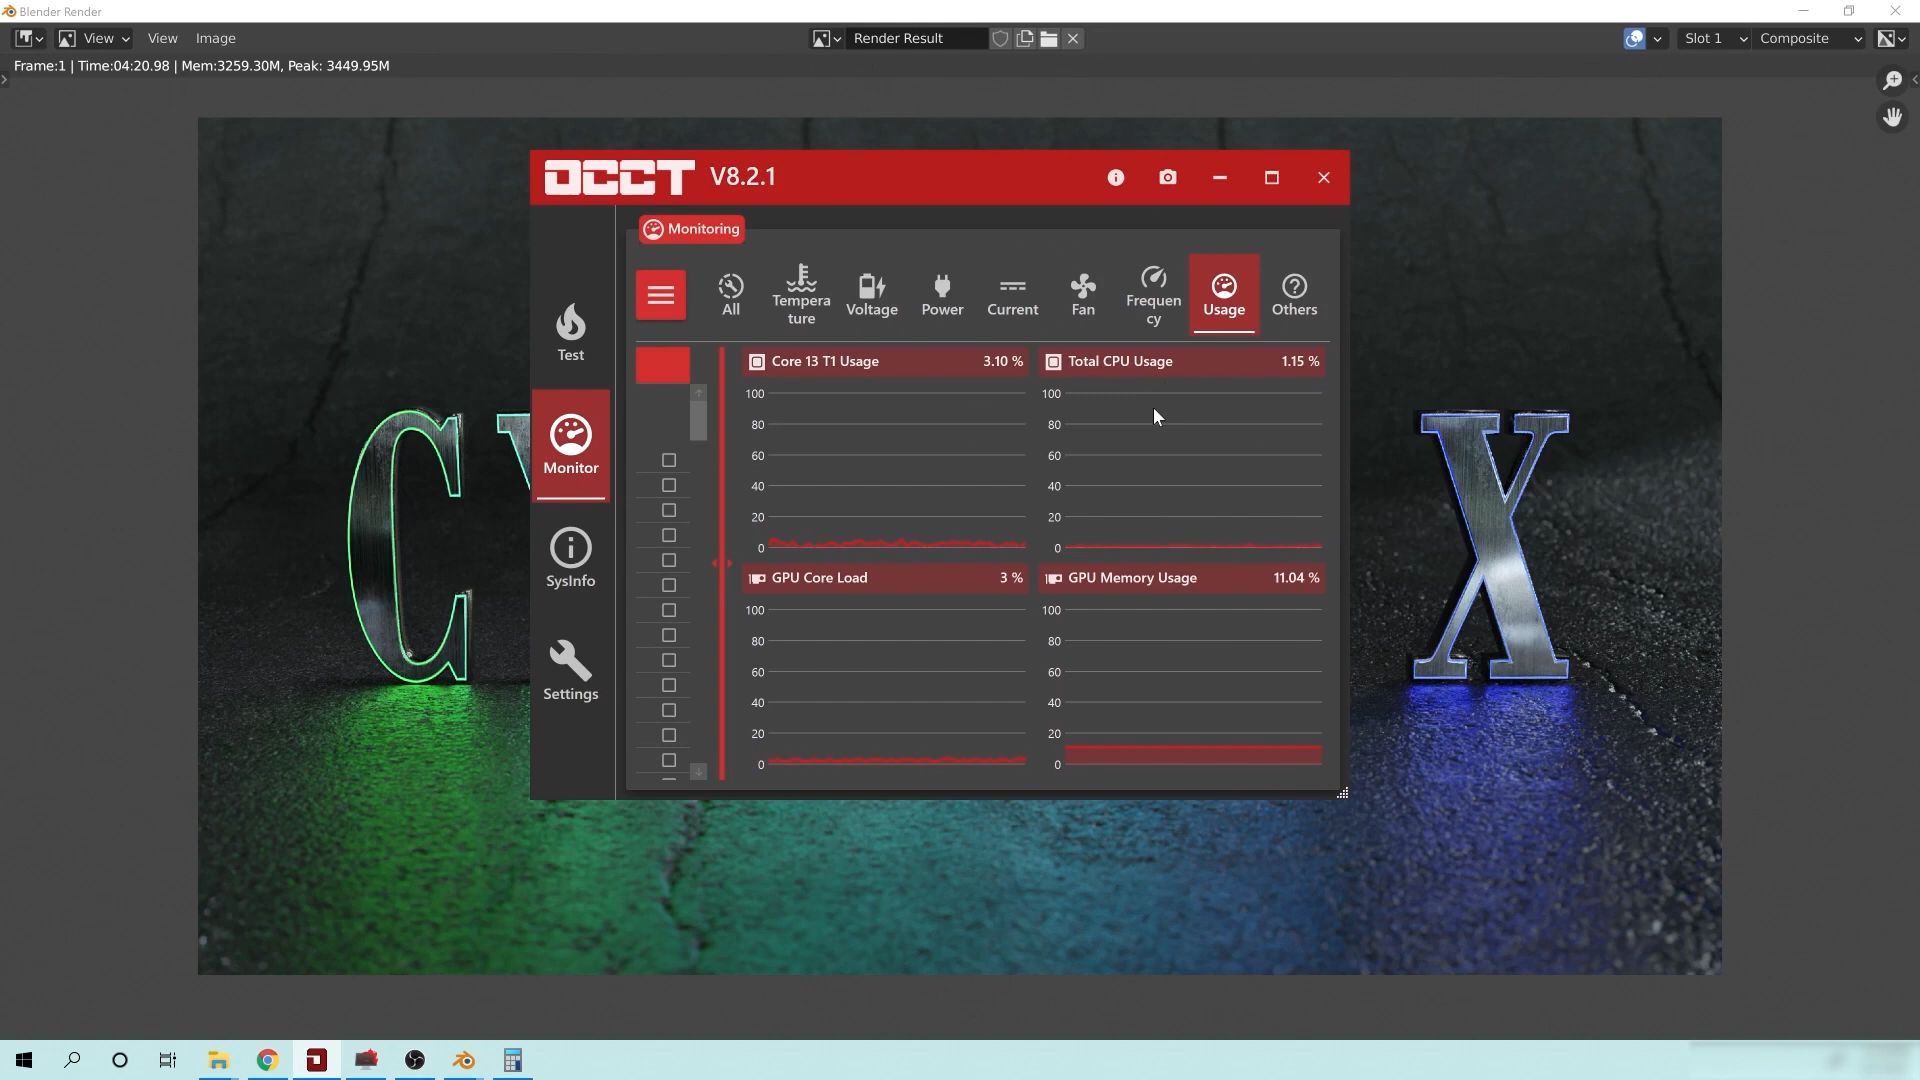 Blender Render
View View Image Render Result Slot 1 Composite
Frame:1 | Time:04:20.98 | Mem:3259.30M, Peak: 3449.95M
OCCT V8.2.1
Monitoring
All
Tempera
ture
Voltage
Power
Current
Fan
Frequen
cy
Usage
Others
Test
Monitor
SysInfo
Settings
Core 13 T1 Usage 3.10 %
100
80
60
40
20
0
Total CPU Usage 1.15 %
100
80
60
40
20
0
GPU Core Load 3 %
100
80
60
40
20
0
GPU Memory Usage 11.04 %
100
80
60
40
20
0
C
X